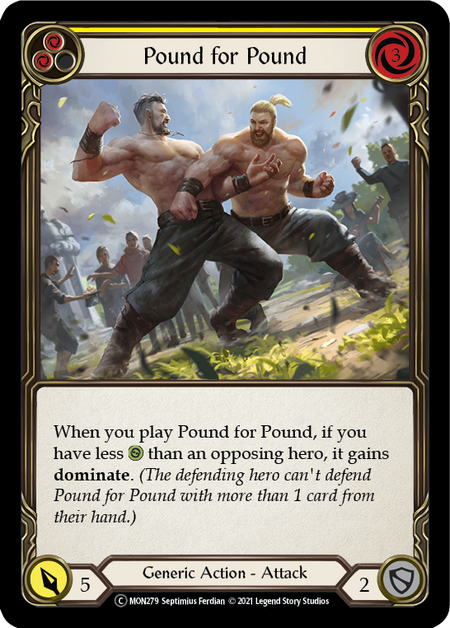 Pound for Pound
3
When you play Pound for Pound, if you
have less than an opposing hero, it gains
dominate. (The defending hero can't defend
Pound for Pound with more than 1 card from
their hand.)
5
Generic Action - Attack
2
C MON279 Septimius Ferdian © 2021 Legend Story Studios